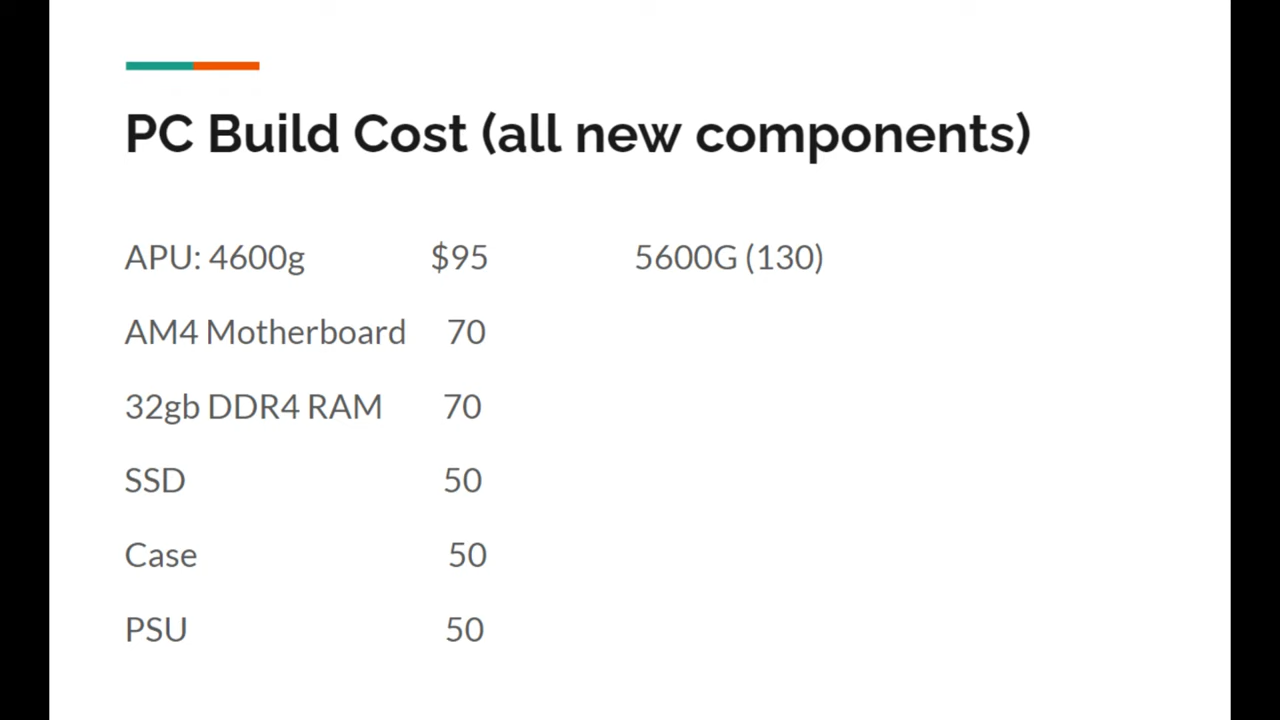 PC Build Cost (all new components)
APU: 4600g $95 5600G (130)
AM4 Motherboard 70
32gb DDR4 RAM 70
SSD 50
Case 50
PSU 50